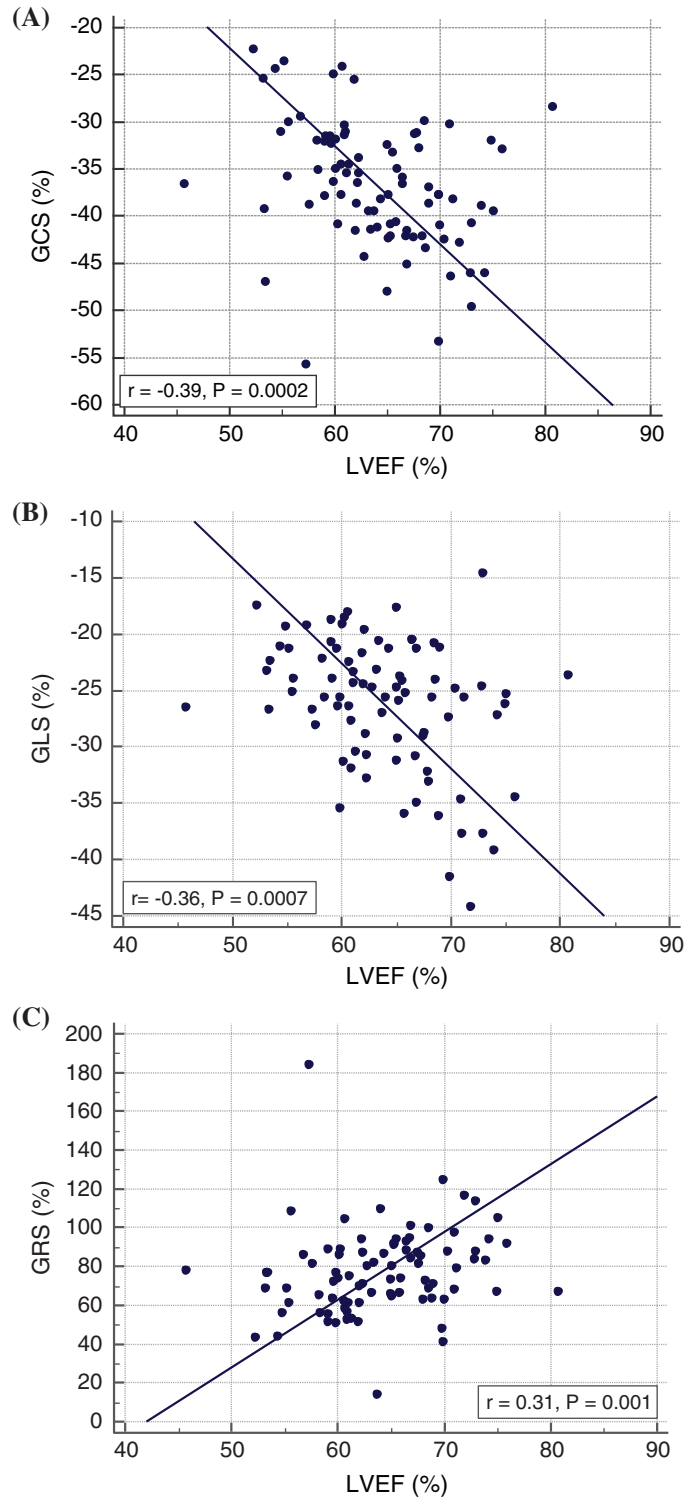 (A)
-20
-25
-30
-35
-40
-45
-50
-55
-60
GCS (%)
r = -0.39, P = 0.0002
40 50 60 70 80 90
LVEF (%)
(B)
-10
-15
-20
-25
-30
-35
-40
-45
GLS (%)
r= -0.36, P = 0.0007
40 50 60 70 80 90
LVEF (%)
(C)
200
180
160
140
120
100
80
60
40
20
0
GRS (%)
r = 0.31, P = 0.001
40 50 60 70 80 90
LVEF (%)